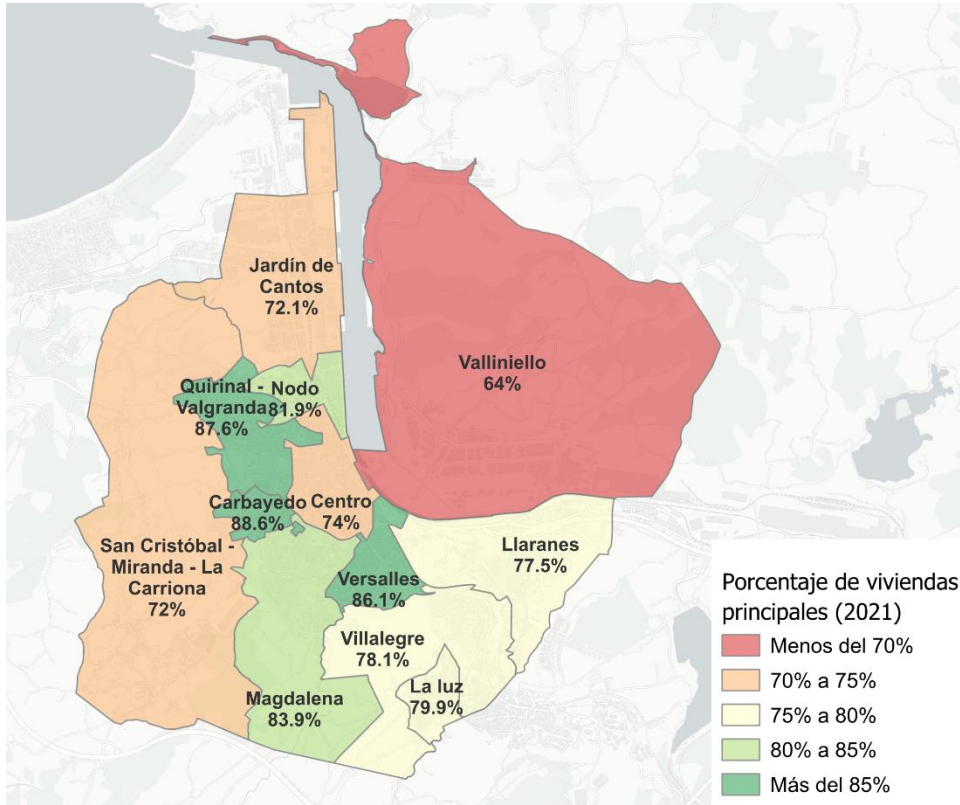 Jardín de
Cantos
72.1%
Valliniello
64%
Quirinal -
Valgranda
87.6%
Nodo
81.9%
Carbayedo
88.6%
Centro
74%
San Cristóbal -
Miranda - La
Carriona
72%
Llaranes
77.5%
Versalles
86.1%
Villalegre
78.1%
La luz
79.9%
Magdalena
83.9%
Porcentaje de viviendas
principales (2021)
Menos del 70%
70% a 75%
75% a 80%
80% a 85%
Más del 85%